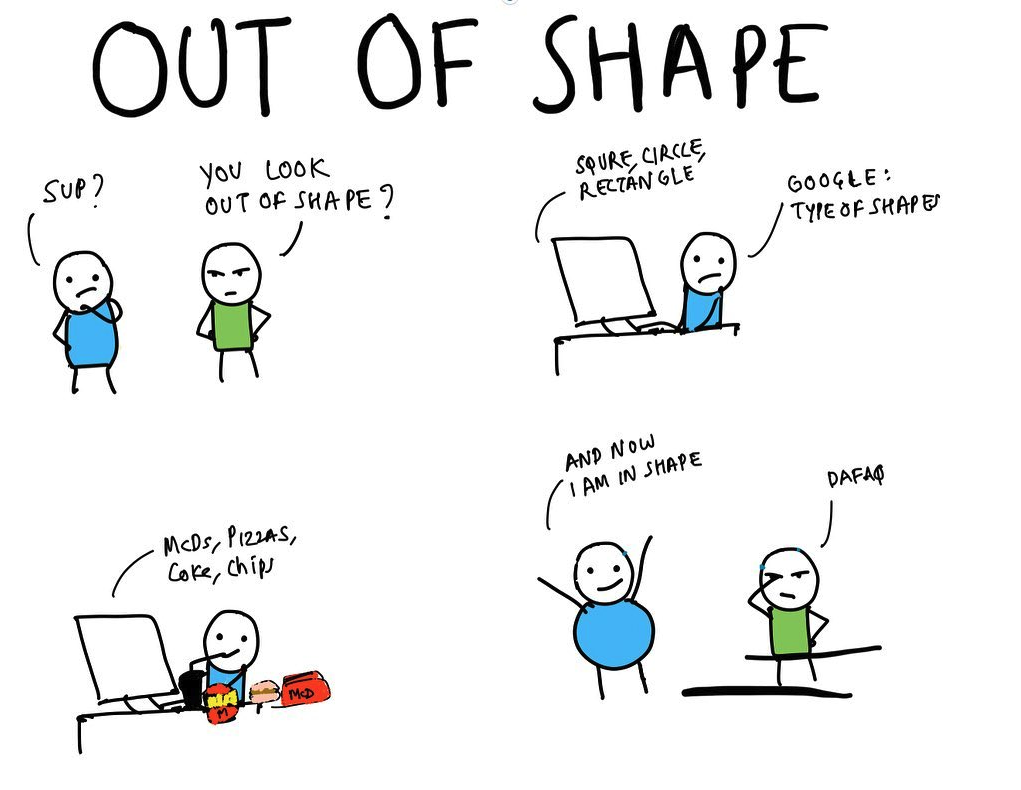 OUT OF SHAPE
SUP?
YOU LOOK
OUT OF SHAPE?
SQURE, CIRCLE,
RECTANGLE
GOOGLE:
TYPE OF SHAPES
McDs, PIZZAS,
Coke, Chips
M
McD
AND NOW
I AM IN SHAPE
DAFAQ